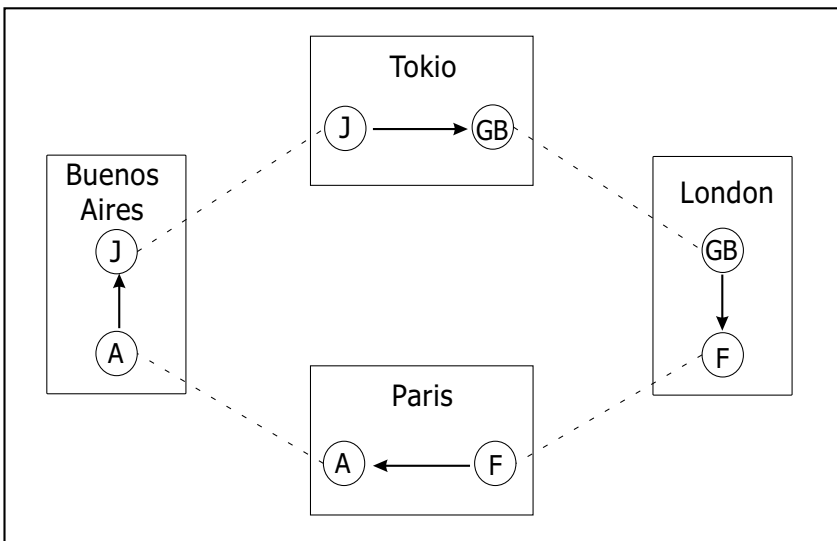 Tokio
J
GB
Buenos
Aires
J
A
London
GB
F
Paris
A
F